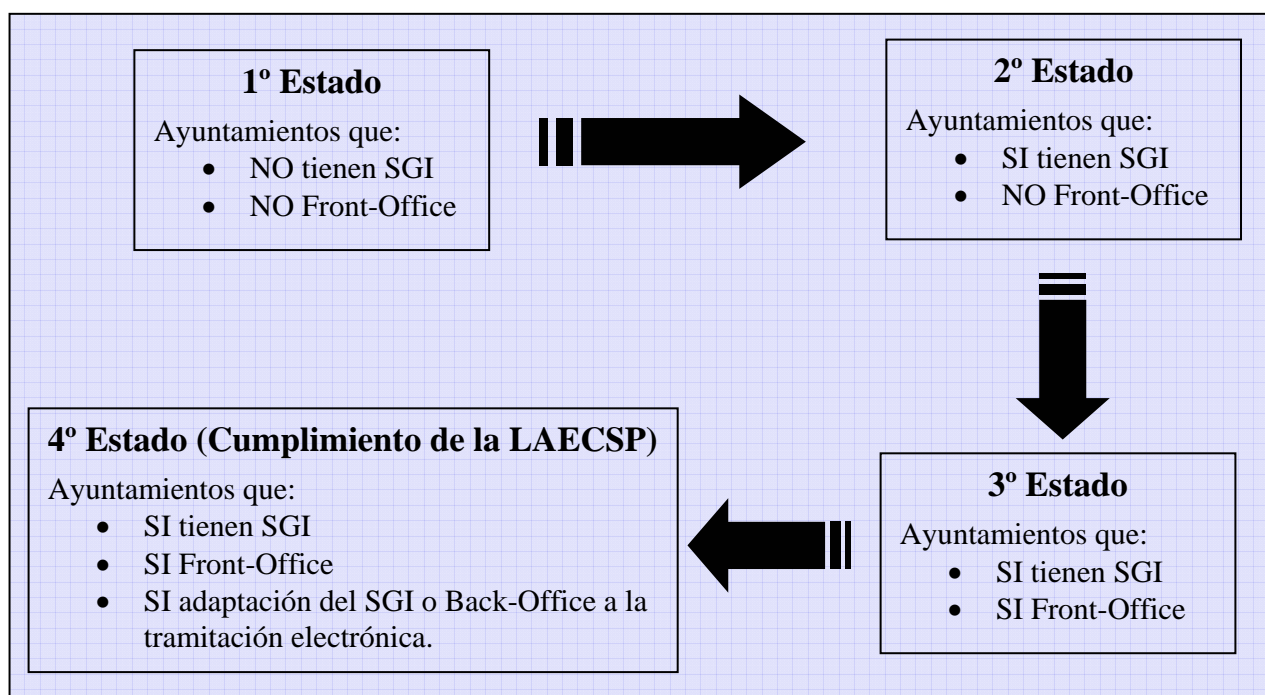 1º Estado
Ayuntamientos que:
• NO tienen SGI
• NO Front-Office
2º Estado
Ayuntamientos que:
• SI tienen SGI
• NO Front-Office
3º Estado
Ayuntamientos que:
• SI tienen SGI
• SI Front-Office
4º Estado (Cumplimiento de la LAECSP)
Ayuntamientos que:
• SI tienen SGI
• SI Front-Office
• SI adaptación del SGI o Back-Office a la
tramitación electrónica.